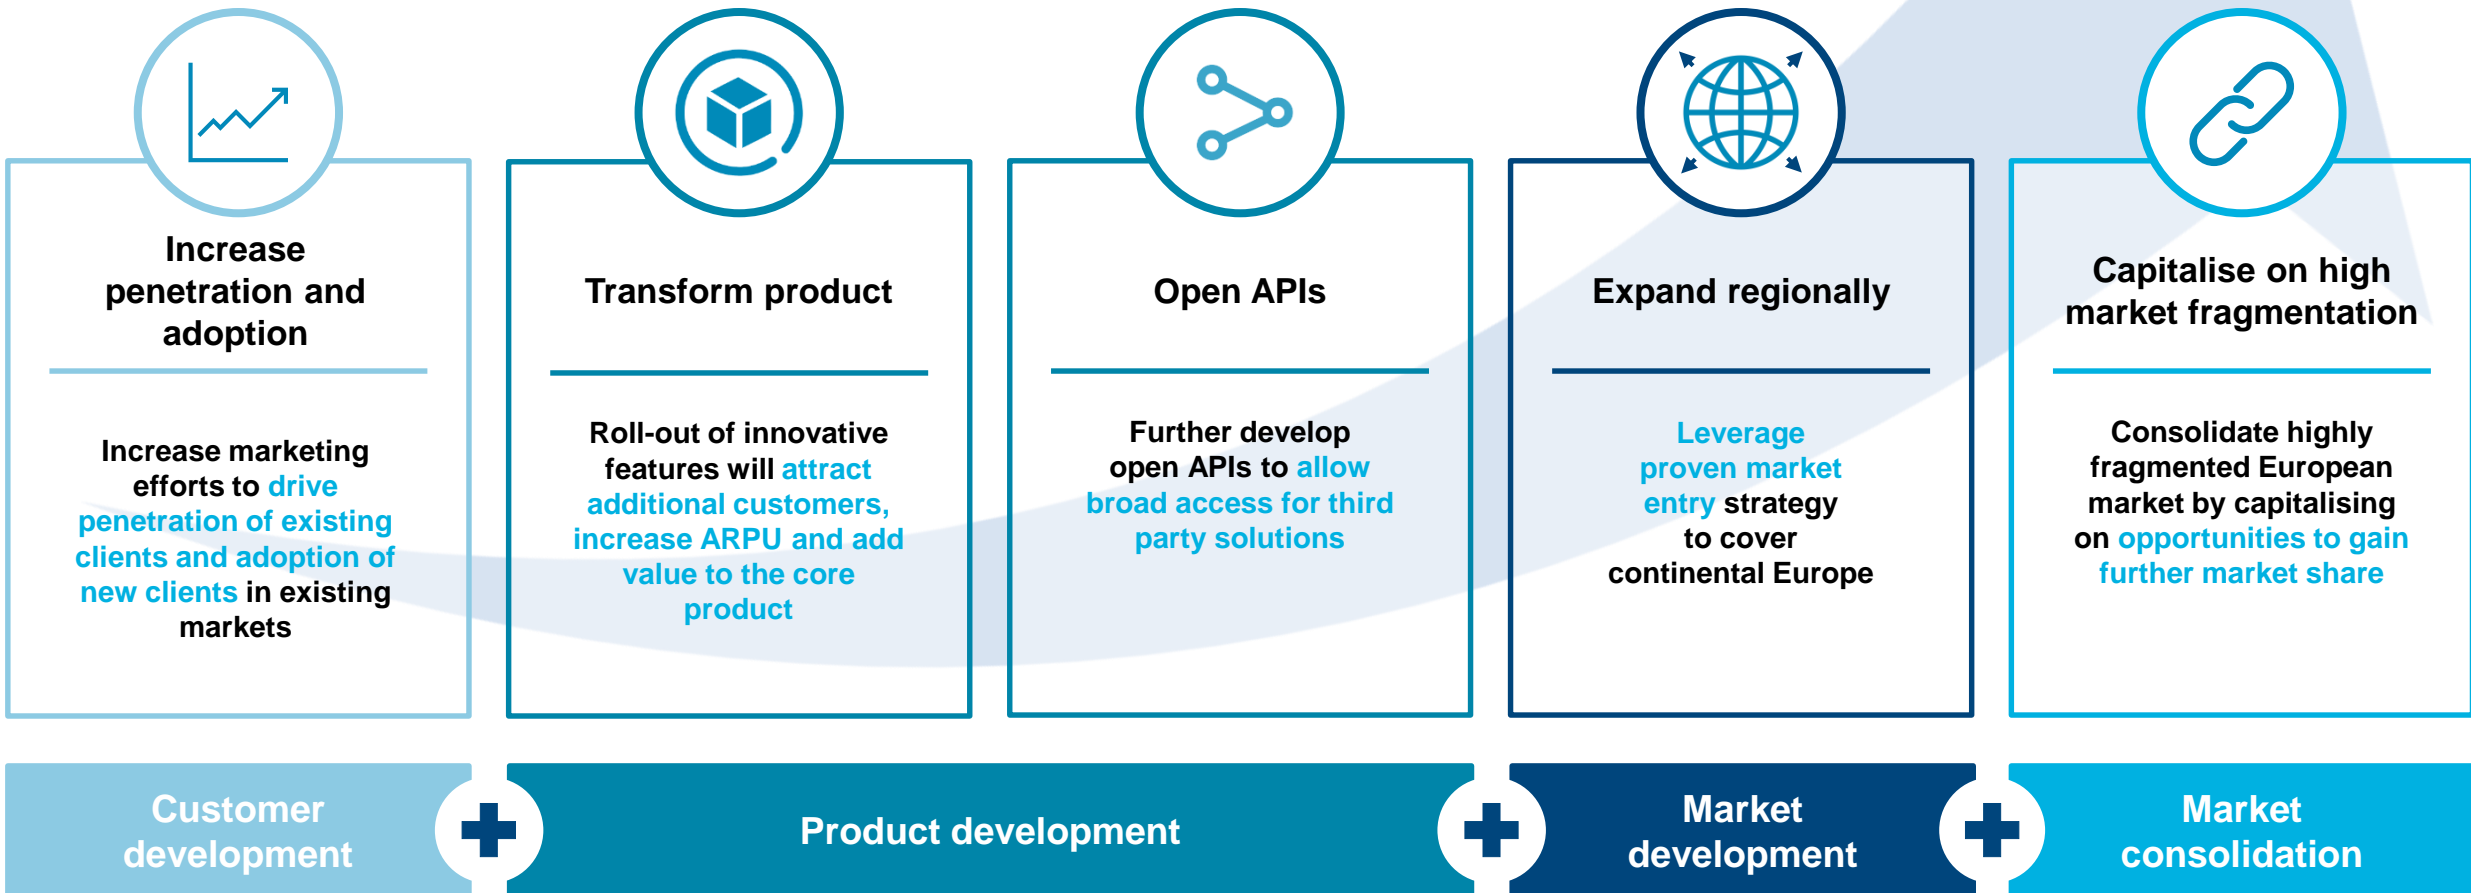 Increase
penetration and
adoption
Increase marketing
efforts to drive
penetration of existing
clients and adoption of
new clients in existing
markets
Transform product
Roll-out of innovative
features will attract
additional customers,
increase ARPU and add
value to the core
product
Open APIs
Further develop
open APIs to allow
broad access for third
party solutions
Expand regionally
Leverage
proven market
entry strategy
to cover
continental Europe
Capitalise on high
market fragmentation
Consolidate highly
fragmented European
market by capitalising
on opportunities to gain
further market share
Customer
development
Product development
Market
development
Market
consolidation